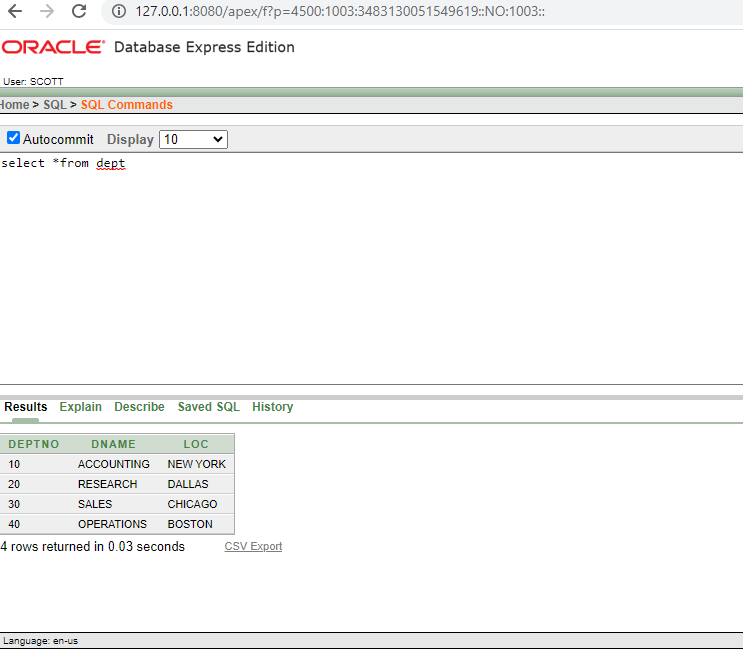 127.0.0.1:8080/apex/f?p=4500:1003:3483130051549619::NO:1003::
ORACLE® Database Express Edition
User: SCOTT
Home > SQL > SQL Commands
Autocommit Display 10
select *from dept
Results Explain Describe Saved SQL History
DEPTNO DNAME LOC
10 ACCOUNTING NEW YORK
20 RESEARCH DALLAS
30 SALES CHICAGO
40 OPERATIONS BOSTON
4 rows returned in 0.03 seconds CSV Export
Language: en-us